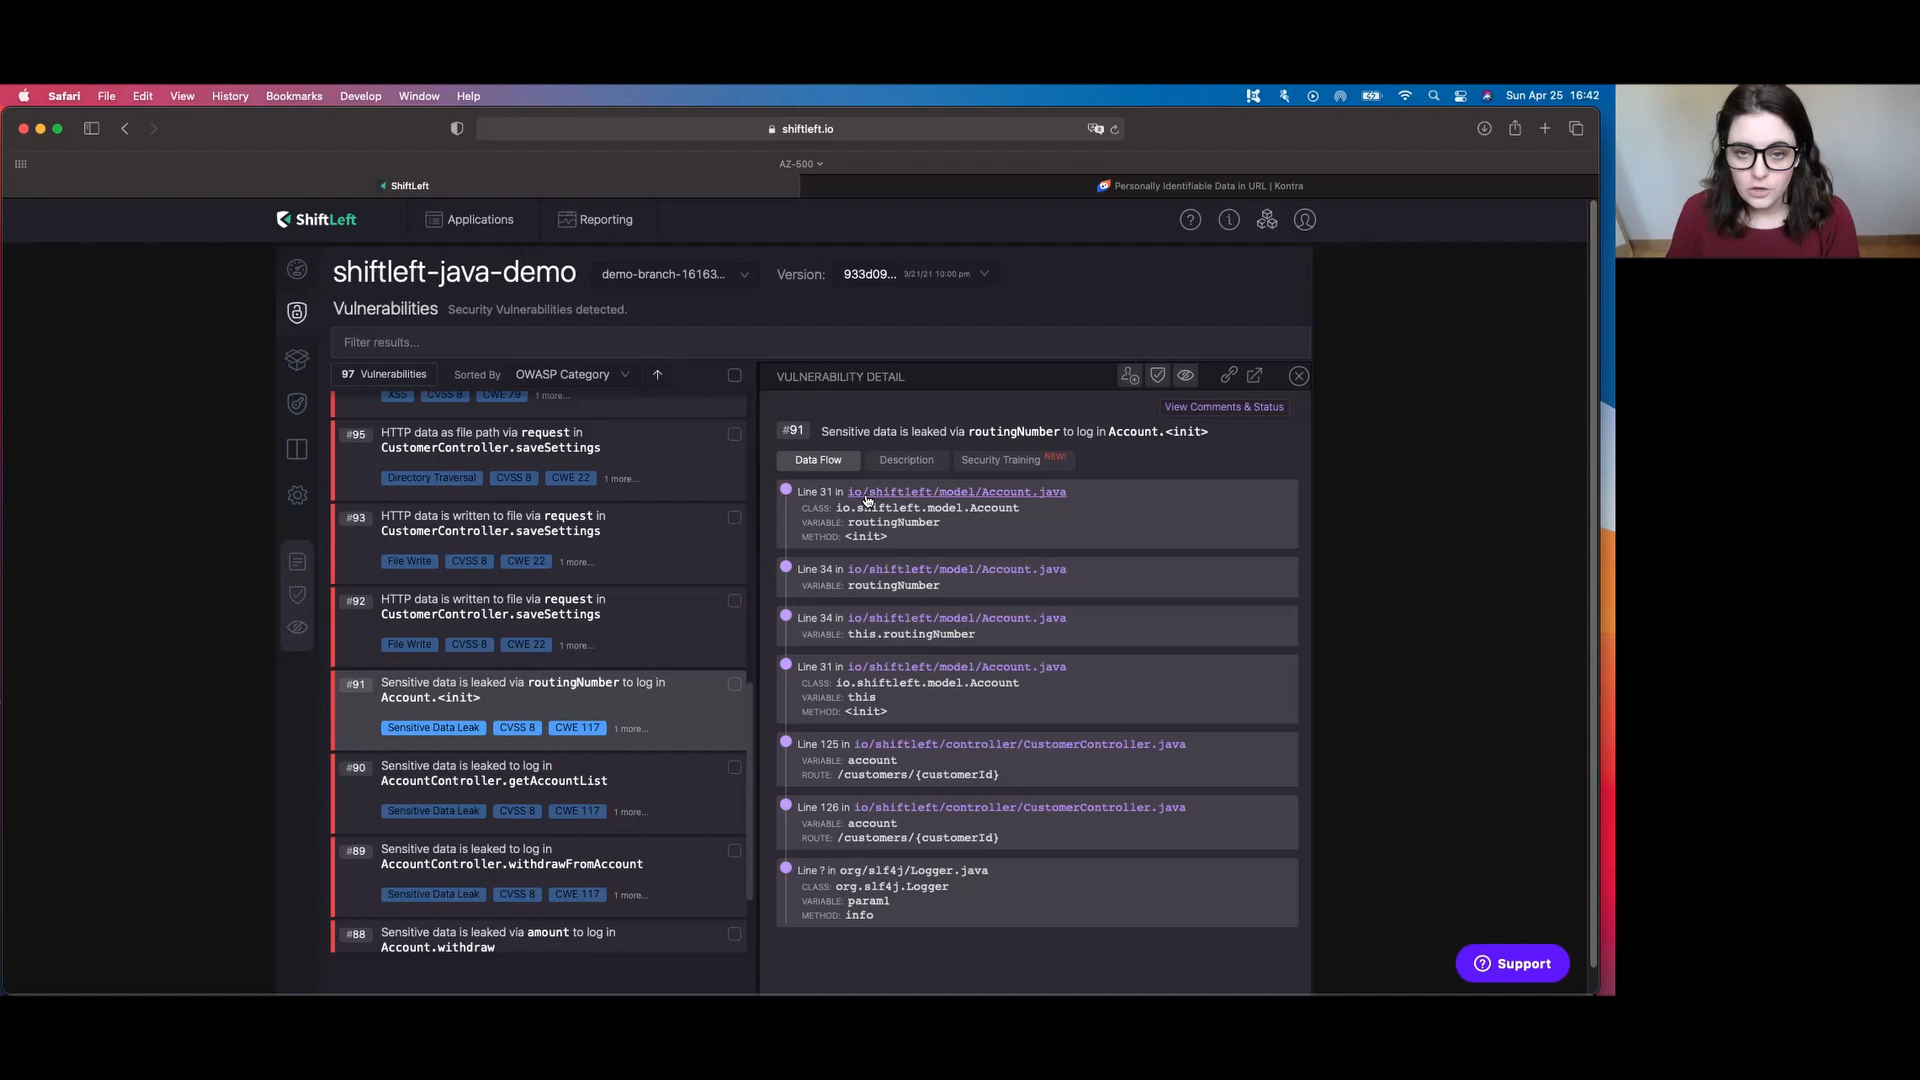 Safari File Edit View History Bookmarks Develop Window Help Sun Apr 25 16:42
shiftleft.io
AZ-500
ShiftLeft
Personally Identifiable Data in URL | Kontra
ShiftLeft Applications Reporting
shiftleft-java-demo demo-branch-16163... Version: 933d09... 3/21/21 10:00 pm
Vulnerabilities Security Vulnerabilities detected.
Filter results...
97 Vulnerabilities Sorted By OWASP Category
XSS CVSS 8 CWE 79 1 more...
#95 HTTP data as file path via request in
CustomerController.saveSettings
Directory Traversal CVSS 8 CWE 22 1 more...
#93 HTTP data is written to file via request in
CustomerController.saveSettings
File Write CVSS 8 CWE 22 1 more...
#92 HTTP data is written to file via request in
CustomerController.saveSettings
File Write CVSS 8 CWE 22 1 more...
#91 Sensitive data is leaked via routingNumber to log in
Account.<init>
Sensitive Data Leak CVSS 8 CWE 117 1 more...
#90 Sensitive data is leaked to log in
AccountController.getAccountList
Sensitive Data Leak CVSS 8 CWE 117 1 more...
#89 Sensitive data is leaked to log in
AccountController.withdrawFromAccount
Sensitive Data Leak CVSS 8 CWE 117 1 more...
#88 Sensitive data is leaked via amount to log in
Account.withdraw
VULNERABILITY DETAIL
View Comments & Status
#91 Sensitive data is leaked via routingNumber to log in Account.<init>
Data Flow Description Security Training NEW!
Line 31 in io/shiftleft/model/Account.java
CLASS: io.shiftleft.model.Account
VARIABLE: routingNumber
METHOD: <init>
Line 34 in io/shiftleft/model/Account.java
VARIABLE: routingNumber
Line 34 in io/shiftleft/model/Account.java
VARIABLE: this.routingNumber
Line 31 in io/shiftleft/model/Account.java
CLASS: io.shiftleft.model.Account
VARIABLE: this
METHOD: <init>
Line 125 in io/shiftleft/controller/CustomerController.java
VARIABLE: account
ROUTE: /customers/{customerId}
Line 126 in io/shiftleft/controller/CustomerController.java
VARIABLE: account
ROUTE: /customers/{customerId}
Line ? in org/slf4j/Logger.java
CLASS: org.slf4j.Logger
VARIABLE: param1
METHOD: info
Support